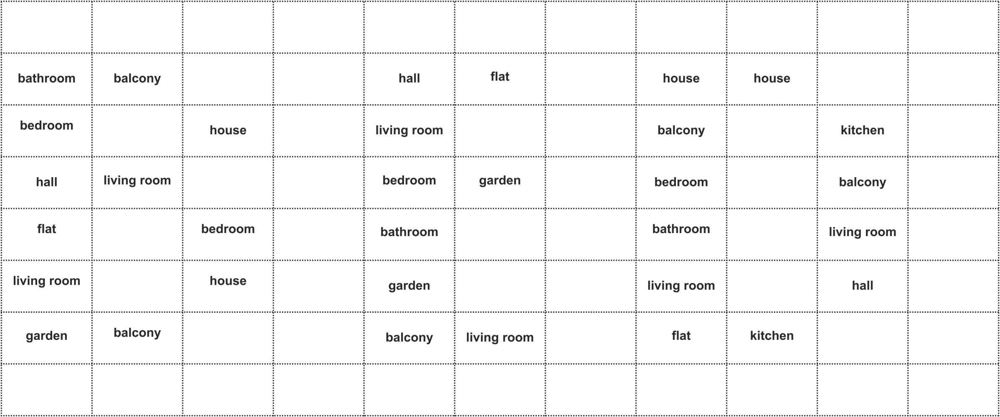 bathroom balcony hall flat house house
bedroom house living room balcony kitchen
hall living room bedroom garden bedroom balcony
flat bedroom bathroom bathroom living room
living room house garden living room hall
garden balcony balcony living room flat kitchen